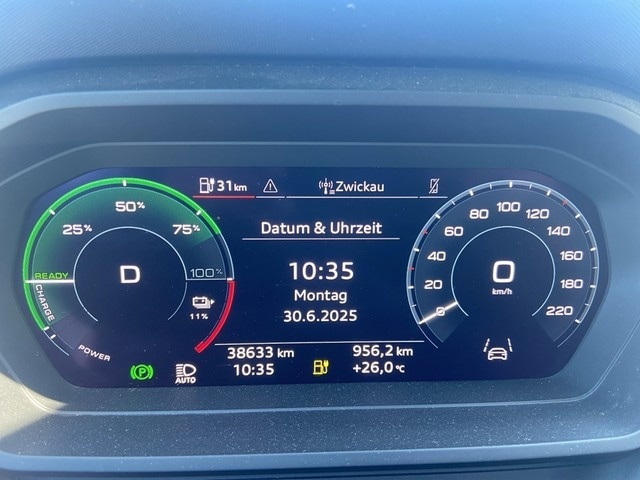 31 km
Zwickau
25%
50%
75%
100%
READY
CHARGE
POWER
D
11%
Datum & Uhrzeit
10:35
Montag
30.6.2025
0
20
40
60
80
100
120
140
160
180
200
220
0
km/h
P
AUTO
38633 km
956,2 km
10:35
+26,0 °C